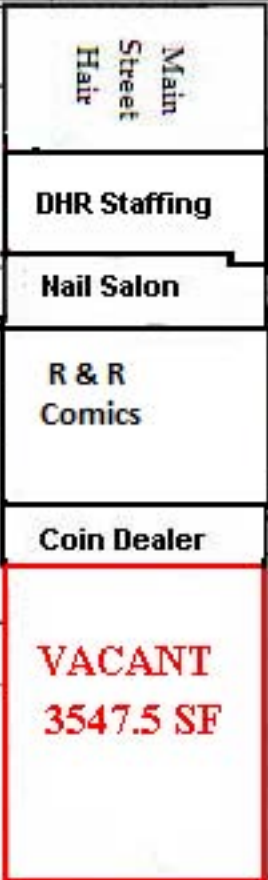 Main
Street
Hair
DHR Staffing
Nail Salon
R & R
Comics
Coin Dealer
VACANT
3547.5 SF